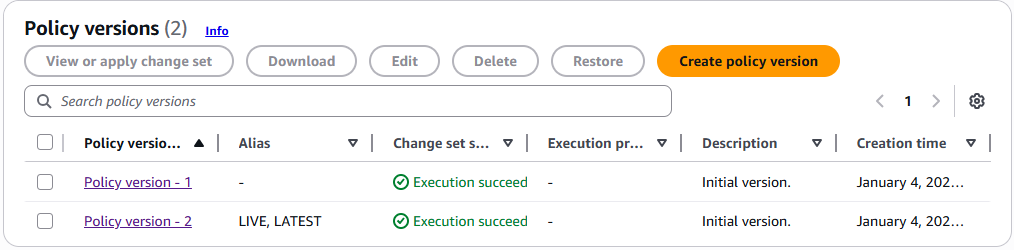 Policy versions (2) Info
View or apply change set Download Edit Delete Restore Create policy version
Search policy versions 1
Policy versio... Alias Change set s... Execution pr... Description Creation time
Policy version - 1 - Execution succeed - Initial version. January 4, 202...
Policy version - 2 LIVE, LATEST Execution succeed - Initial version. January 4, 202...